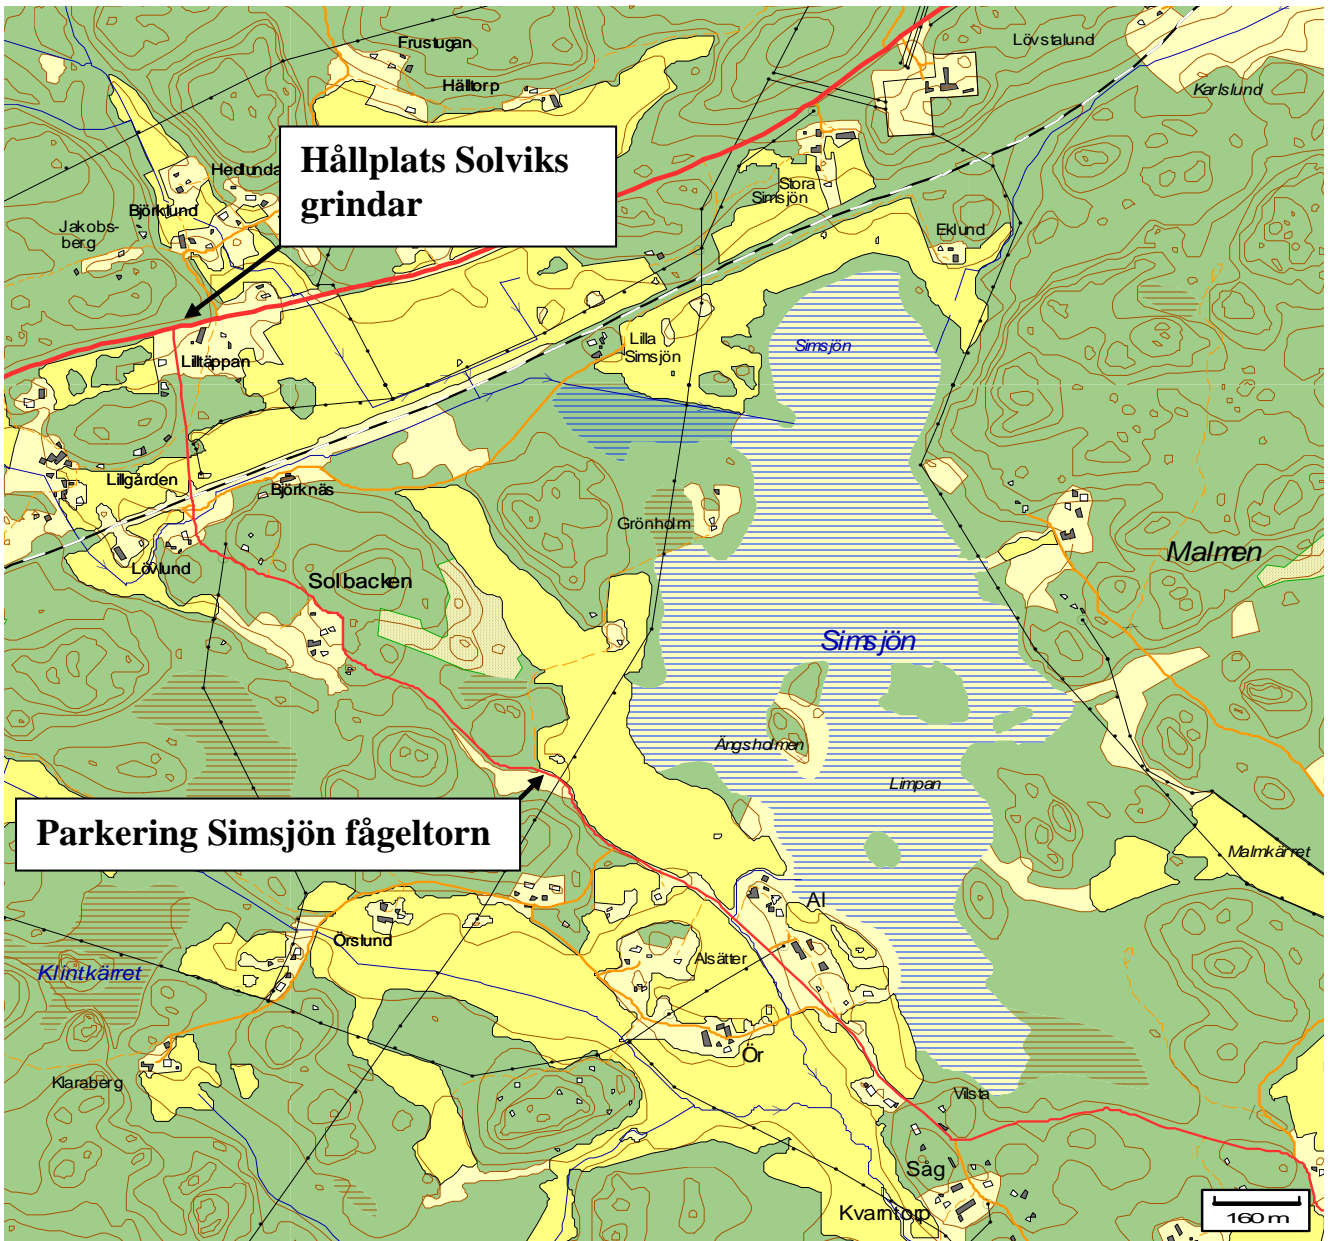 Frustugan
Lövstalund
Hälltorp
Karlslund
Hållplats Solviks
grindar
Hedlunda
Stora
Simsjön
Björklund
Jakobs-
berg
Eklund
Lilla
Simsjön
Simsjön
Lilltäppan
Lillgården
Björknäs
Grönholm
Malmen
Lövlund
Solbacken
Simsjön
Ängsholmen
Limpan
Parkering Simsjön fågeltorn
Malmkärret
Al
Örslund
Alsätter
Klintkärret
Ör
Klaraberg
Vilsta
Såg
Kvarntorp
160 m